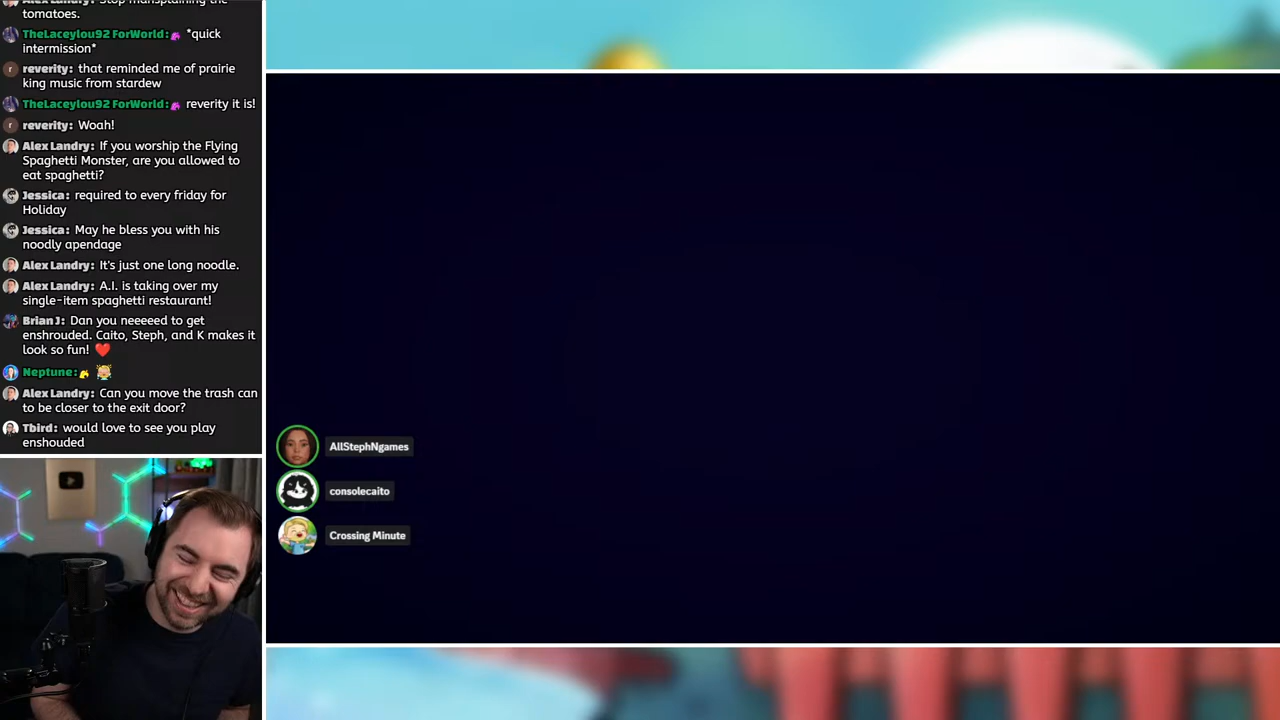 Alex Landry: Stop mansplaining the
tomatoes.
TheLaceylou92 ForWorld: *quick
intermission*
reverity: that reminded me of prairie
king music from stardew
TheLaceylou92 ForWorld: reverity it is!
r
reverity: Woah!
Alex Landry: If you worship the Flying
Spaghetti Monster, are you allowed to
eat spaghetti?
Jessica: required to every friday for
Holiday
Jessica: May he bless you with his
noodly apendage
Alex Landry: It's just one long noodle.
Alex Landry: A.I. is taking over my
single-item spaghetti restaurant!
Brian J: Dan you neeeeed to get
enshrouded. Caito, Steph, and K makes it
look so fun! ❤️
Neptune:
Alex Landry: Can you move the trash can
to be closer to the exit door?
Tbird: would love to see you play
enshouded
AllStephNgames
consolecaito
Crossing Minute